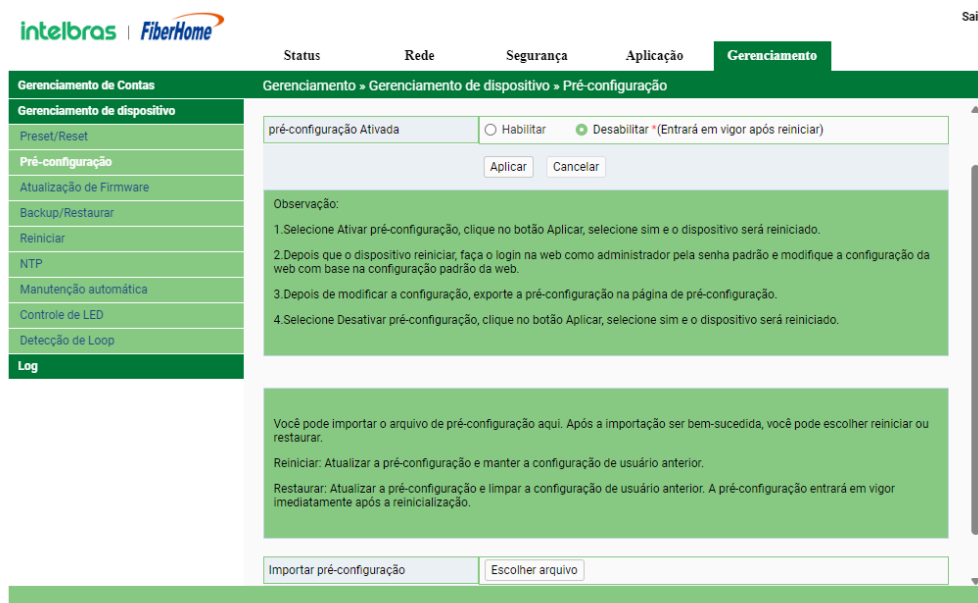 intelbras | FiberHome
Sai
Status Rede Segurança Aplicação Gerenciamento
Gerenciamento de Contas
Gerenciamento » Gerenciamento de dispositivo » Pré-configuração
Gerenciamento de dispositivo
Preset/Reset
Pré-configuração
Atualização de Firmware
Backup/Restaurar
Reiniciar
NTP
Manutenção automática
Controle de LED
Detecção de Loop
Log
pré-configuração Ativada Habilitar Desabilitar *(Entrará em vigor após reiniciar)
Aplicar Cancelar
Observação:
1.Selecione Ativar pré-configuração, clique no botão Aplicar, selecione sim e o dispositivo será reiniciado.
2.Depois que o dispositivo reiniciar, faça o login na web como administrador pela senha padrão e modifique a configuração da
web com base na configuração padrão da web.
3.Depois de modificar a configuração, exporte a pré-configuração na página de pré-configuração.
4.Selecione Desativar pré-configuração, clique no botão Aplicar, selecione sim e o dispositivo será reiniciado.
Você pode importar o arquivo de pré-configuração aqui. Após a importação ser bem-sucedida, você pode escolher reiniciar ou
restaurar.
Reiniciar: Atualizar a pré-configuração e manter a configuração de usuário anterior.
Restaurar: Atualizar a pré-configuração e limpar a configuração de usuário anterior. A pré-configuração entrará em vigor
imediatamente após a reinicialização.
Importar pré-configuração Escolher arquivo